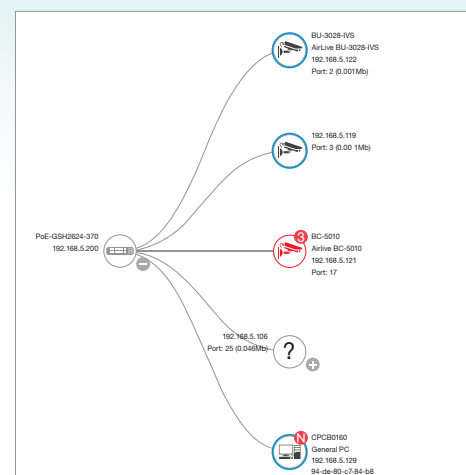 BU-3028-IVS
AirLive BU-3028-IVS
192.168.5.122
Port: 2 (0.001Mb)
192.168.5.119
Port: 3 (0.00 1Mb)
PoE-GSH2624-370
192.168.5.200
3
BC-5010
Airlive BC-5010
192.168.5.121
Port: 17
192.168.5.106
Port: 25 (0.046Mb)
?
N
CPCB0160
General PC
192.168.5.129
94-de-80-c7-84-b8